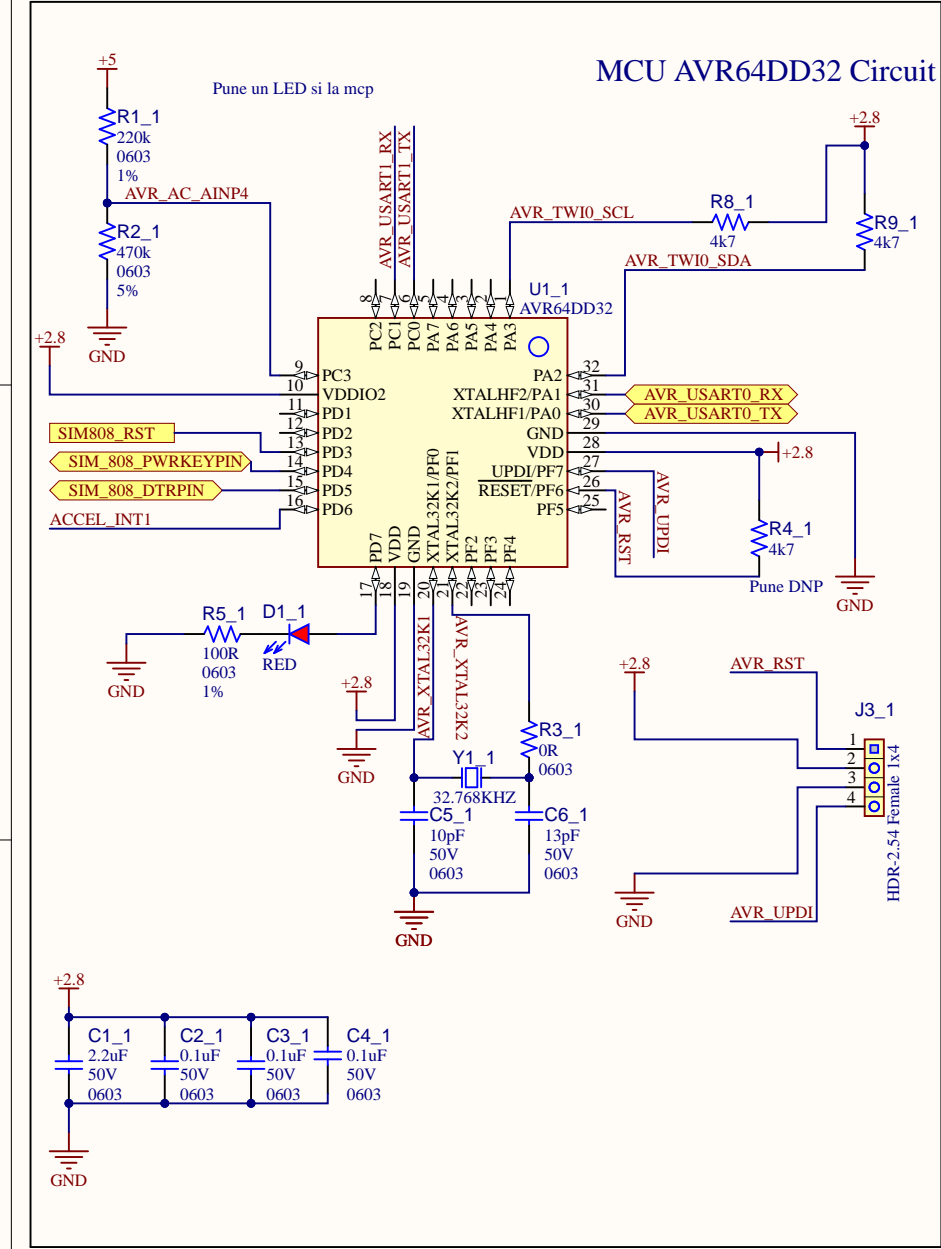 MCU AVR64DD32 Circuit
Pune un LED si la mcp
+5
R1_1
220k
0603
1%
AVR_AC_AINP4
R2_1
470k
0603
5%
GND
+2.8
AVR_USART1_RX
AVR_USART1_TX
+2.8
AVR_TWI0_SCL
R8_1
4k7
R9_1
4k7
AVR_TWI0_SDA
U1_1
AVR64DD32
8
7
6
5
4
3
2
1
PC2
PC1
PC0
PA7
PA6
PA5
PA4
PA3
9 PC3
10 VDDIO2
11 PD1
12 PD2
13 PD3
14 PD4
15 PD5
16 PD6
SIM808_RST
SIM_808_PWRKEYPIN
SIM_808_DTRPIN
ACCEL_INT1
PA2 32
XTALHF2/PA1 31
XTALHF1/PA0 30
GND 29
VDD 28
UPDI/PF7 27
RESET/PF6 26
PF5 25
AVR_USART0_RX
AVR_USART0_TX
+2.8
AVR_UPDI
AVR_RST
R4_1
4k7
Pune DNP
GND
PD7
VDD
GND
XTAL32K1/PF0
XTAL32K2/PF1
PF2
PF3
PF4
17
18
19
20
21
22
23
24
R5_1
100R
0603
1%
D1_1
RED
GND
+2.8
GND
AVR_XTAL32K1
AVR_XTAL32K2
R3_1
0R
0603
Y1_1
32.768KHZ
C5_1
10pF
50V
0603
C6_1
13pF
50V
0603
GND
+2.8
AVR_RST
J3_1
1
2
3
4
HDR-2.54 Female 1x4
GND
AVR_UPDI
+2.8
C1_1
2.2uF
50V
0603
C2_1
0.1uF
50V
0603
C3_1
0.1uF
50V
0603
C4_1
0.1uF
50V
0603
GND